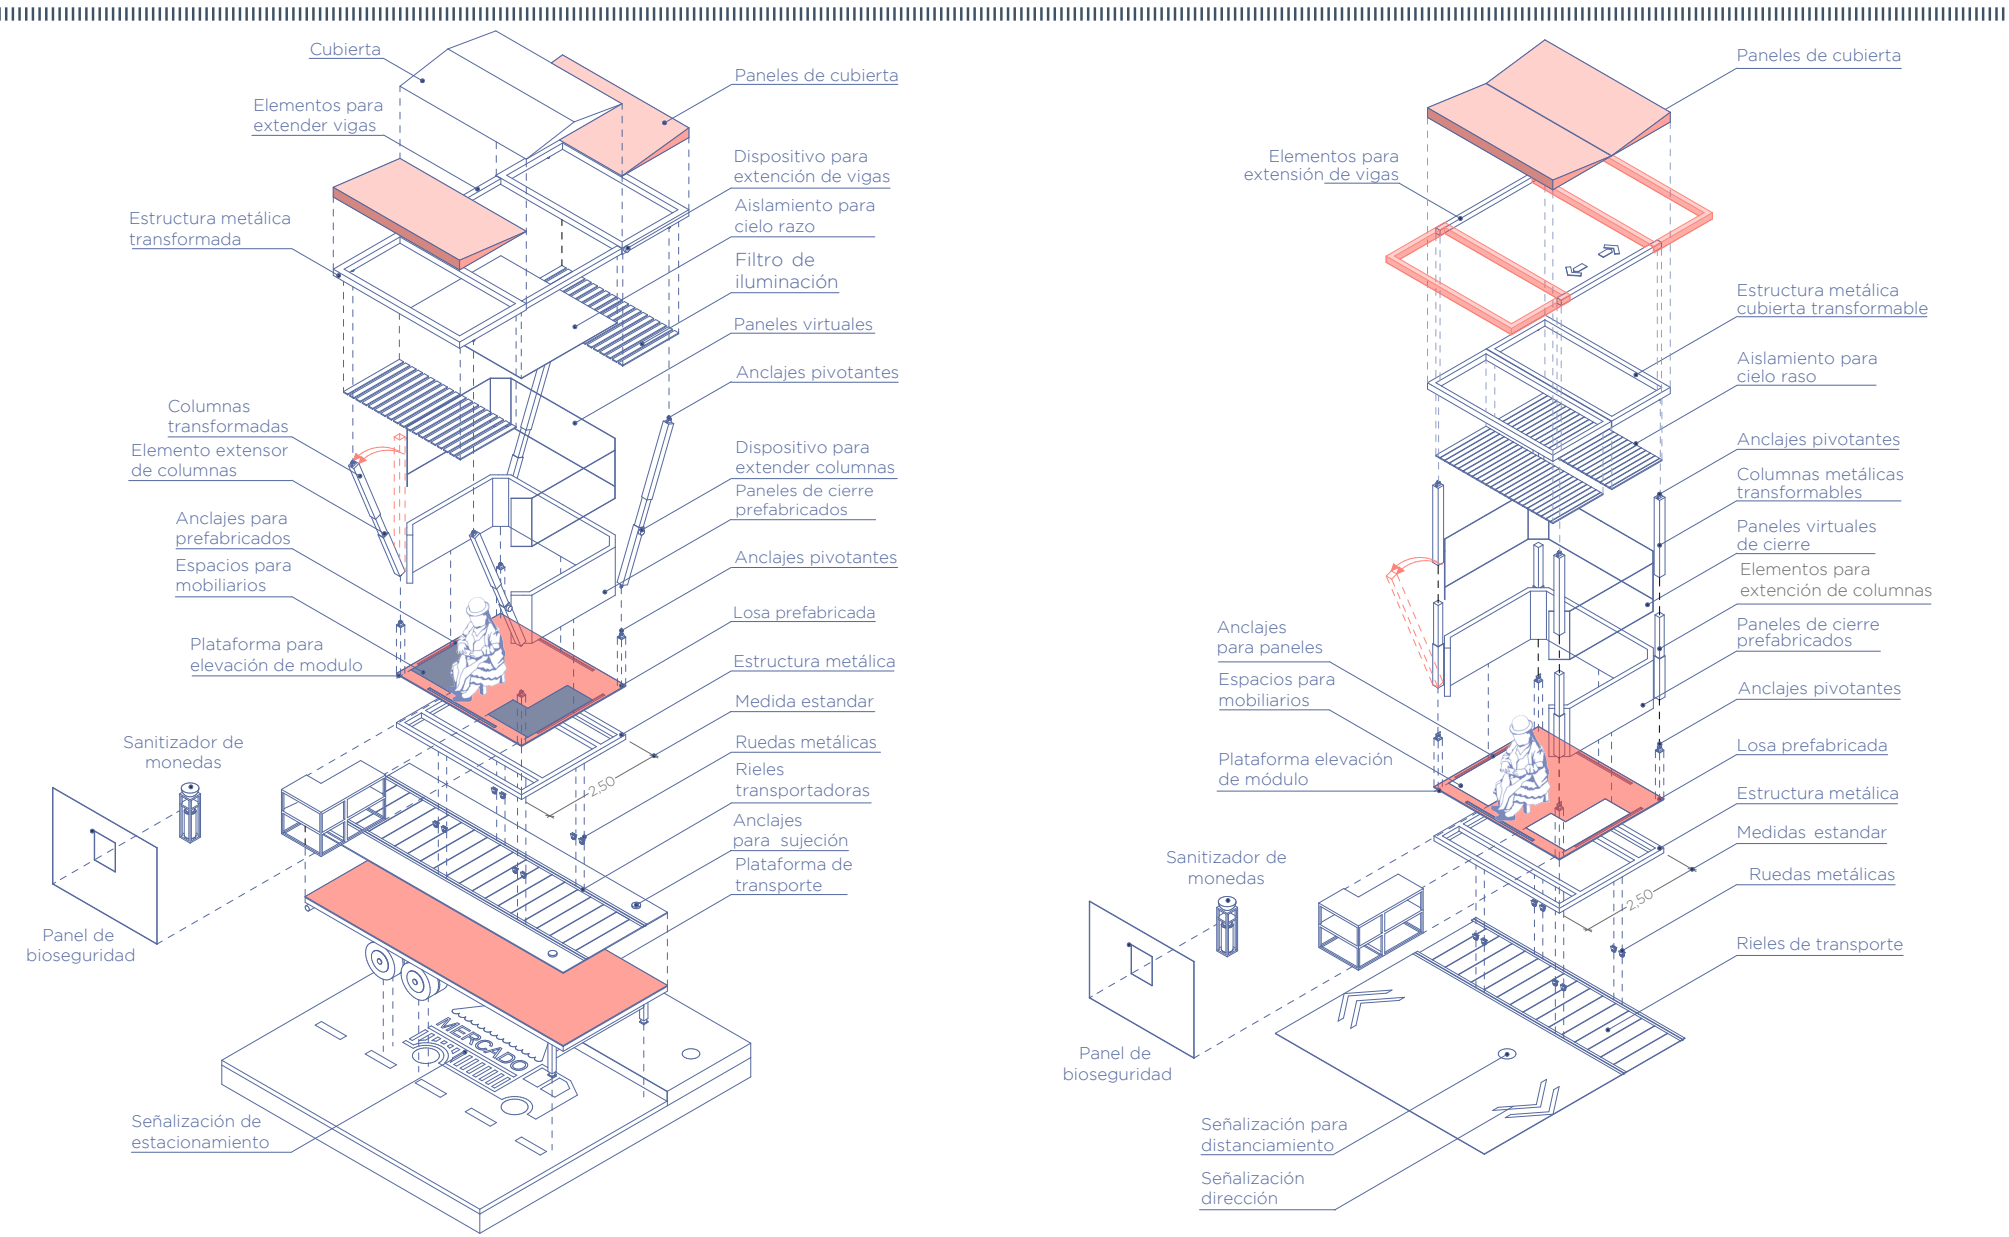 Cubierta
Paneles de cubierta
Elementos para
extender vigas
Dispositivo para
extención de vigas
Aislamiento para
cielo razo
Estructura metálica
transformada
Filtro de
iluminación
Paneles virtuales
Anclajes pivotantes
Columnas
transformadas
Elemento extensor
de columnas
Dispositivo para
extender columnas
Paneles de cierre
prefabricados
Anclajes para
prefabricados
Espacios para
mobiliarios
Anclajes pivotantes
Losa prefabricada
Plataforma para
elevación de modulo
Estructura metálica
Medida estandar
2,50
Sanitizador de
monedas
Ruedas metálicas
Rieles
transportadoras
Anclajes
para sujeción
Plataforma de
transporte
Panel de
bioseguridad
MERCADO
Señalización de
estacionamiento
Paneles de cubierta
Elementos para
extensión de vigas
Estructura metálica
cubierta transformable
Aislamiento para
cielo raso
Anclajes pivotantes
Columnas metálicas
transformables
Paneles virtuales
de cierre
Elementos para
extención de columnas
Paneles de cierre
prefabricados
Anclajes
para paneles
Espacios para
mobiliarios
Anclajes pivotantes
Losa prefabricada
Plataforma elevación
de módulo
Estructura metálica
Medidas estandar
2,50
Sanitizador de
monedas
Ruedas metálicas
Rieles de transporte
Panel de
bioseguridad
Señalización para
distanciamiento
Señalización
dirección